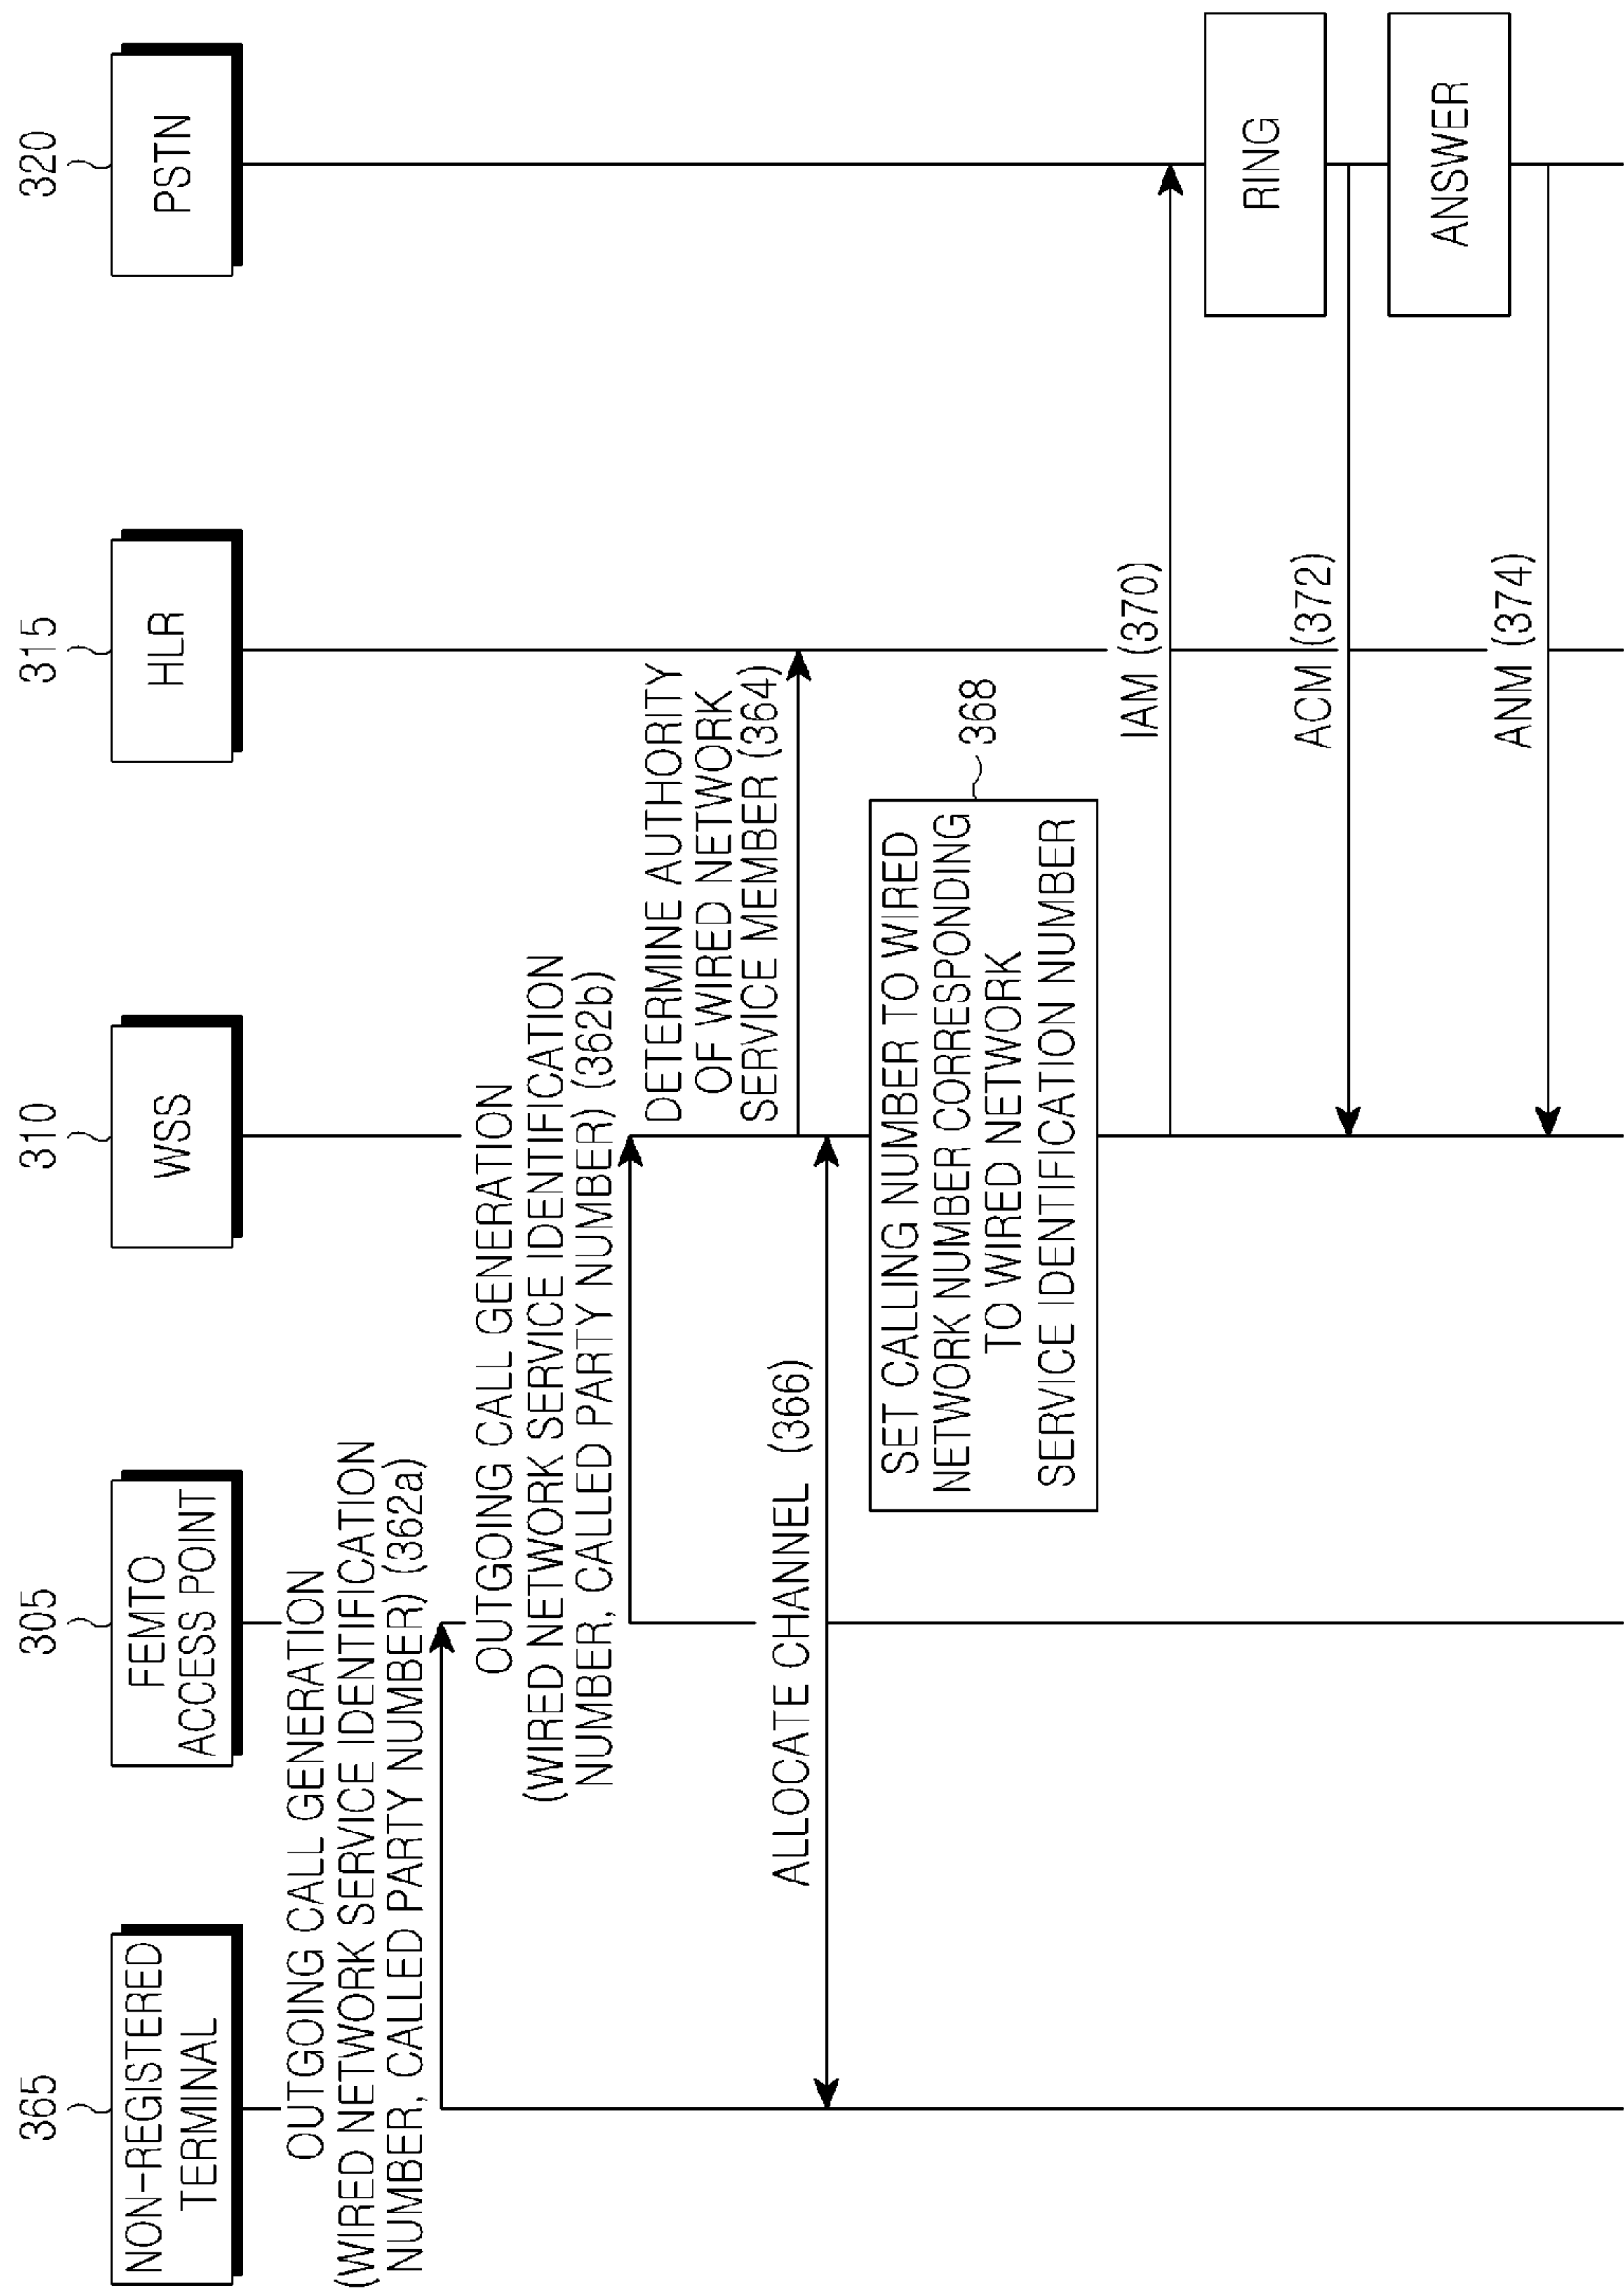 365
305
310
315
320
NON-REGISTERED
TERMINAL
FEMTO
ACCESS POINT
WSS
HLR
PSTN
OUTGOING CALL GENERATION
(WIRED NETWORK SERVICE IDENTIFICATION
NUMBER, CALLED PARTY NUMBER) (362a)
OUTGOING CALL GENERATION
(WIRED NETWORK SERVICE IDENTIFICATION
NUMBER, CALLED PARTY NUMBER) (362b)
DETERMINE AUTHORITY
OF WIRED NETWORK
SERVICE MEMBER (364)
ALLOCATE CHANNEL (366)
SET CALLING NUMBER TO WIRED
NETWORK NUMBER CORRESPONDING
TO WIRED NETWORK
SERVICE IDENTIFICATION NUMBER
368
IAM (370)
RING
ACM (372)
ANSWER
ANM (374)